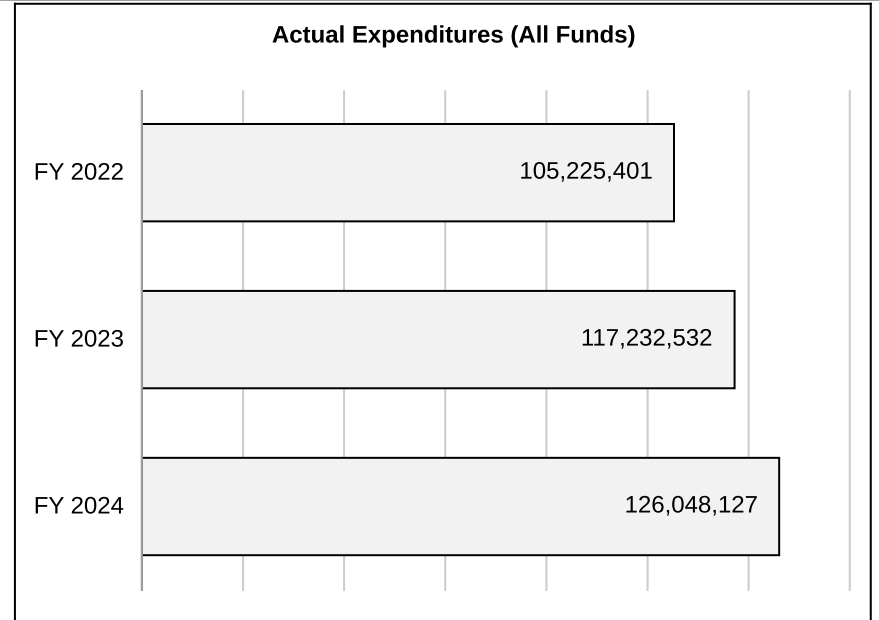 Actual Expenditures (All Funds)
FY 2022
105,225,401
FY 2023
117,232,532
FY 2024
126,048,127